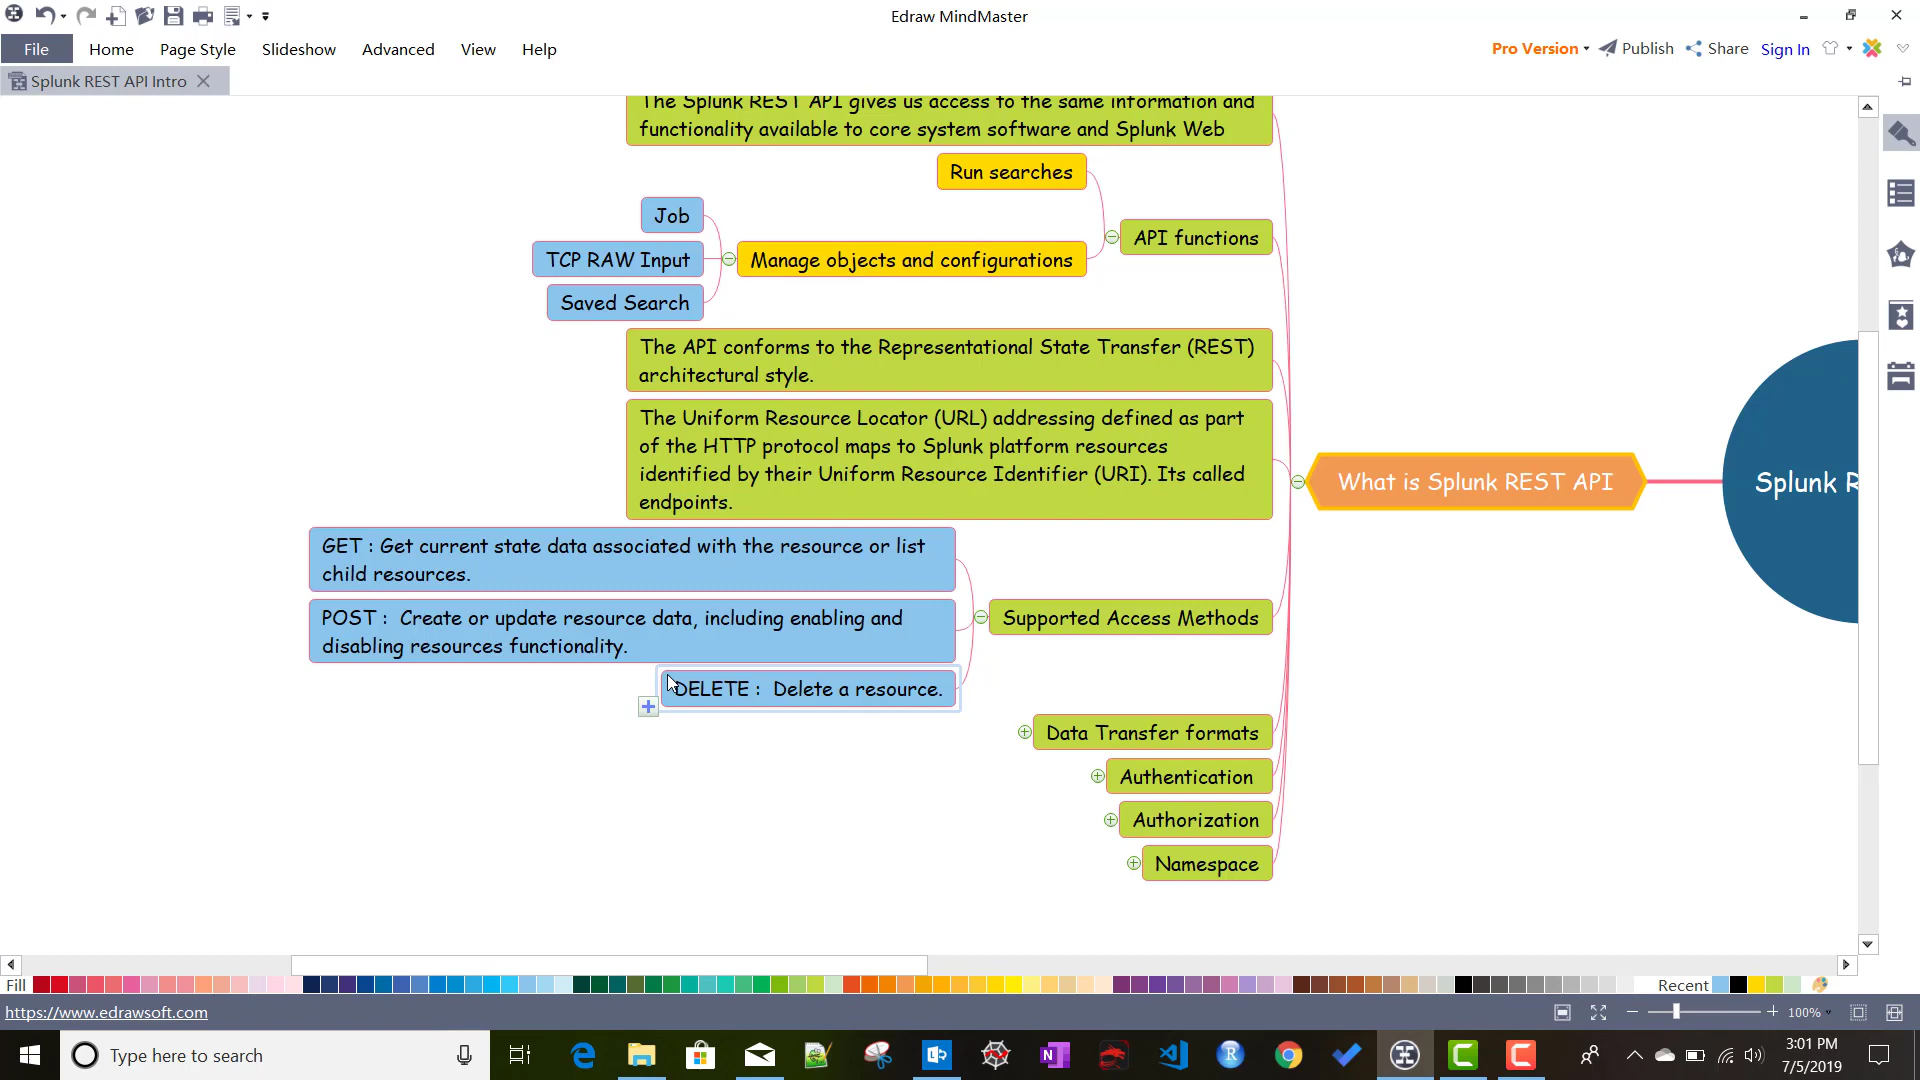 Edraw MindMaster
File
Home
Page Style
Slideshow
Advanced
View
Help
Pro Version
Publish
Share
Sign In
Splunk REST API Intro
The Splunk REST API gives us access to the same information and
functionality available to core system software and Splunk Web
Run searches
Job
API functions
TCP RAW Input
Manage objects and configurations
Saved Search
The API conforms to the Representational State Transfer (REST)
architectural style.
The Uniform Resource Locator (URL) addressing defined as part
of the HTTP protocol maps to Splunk platform resources
identified by their Uniform Resource Identifier (URI). Its called
endpoints.
What is Splunk REST API
Splunk R
GET : Get current state data associated with the resource or list
child resources.
POST :  Create or update resource data, including enabling and
disabling resources functionality.
Supported Access Methods
DELETE :  Delete a resource.
Data Transfer formats
Authentication
Authorization
Namespace
Fill
Recent
https://www.edrawsoft.com
100%
Type here to search
3:01 PM
7/5/2019